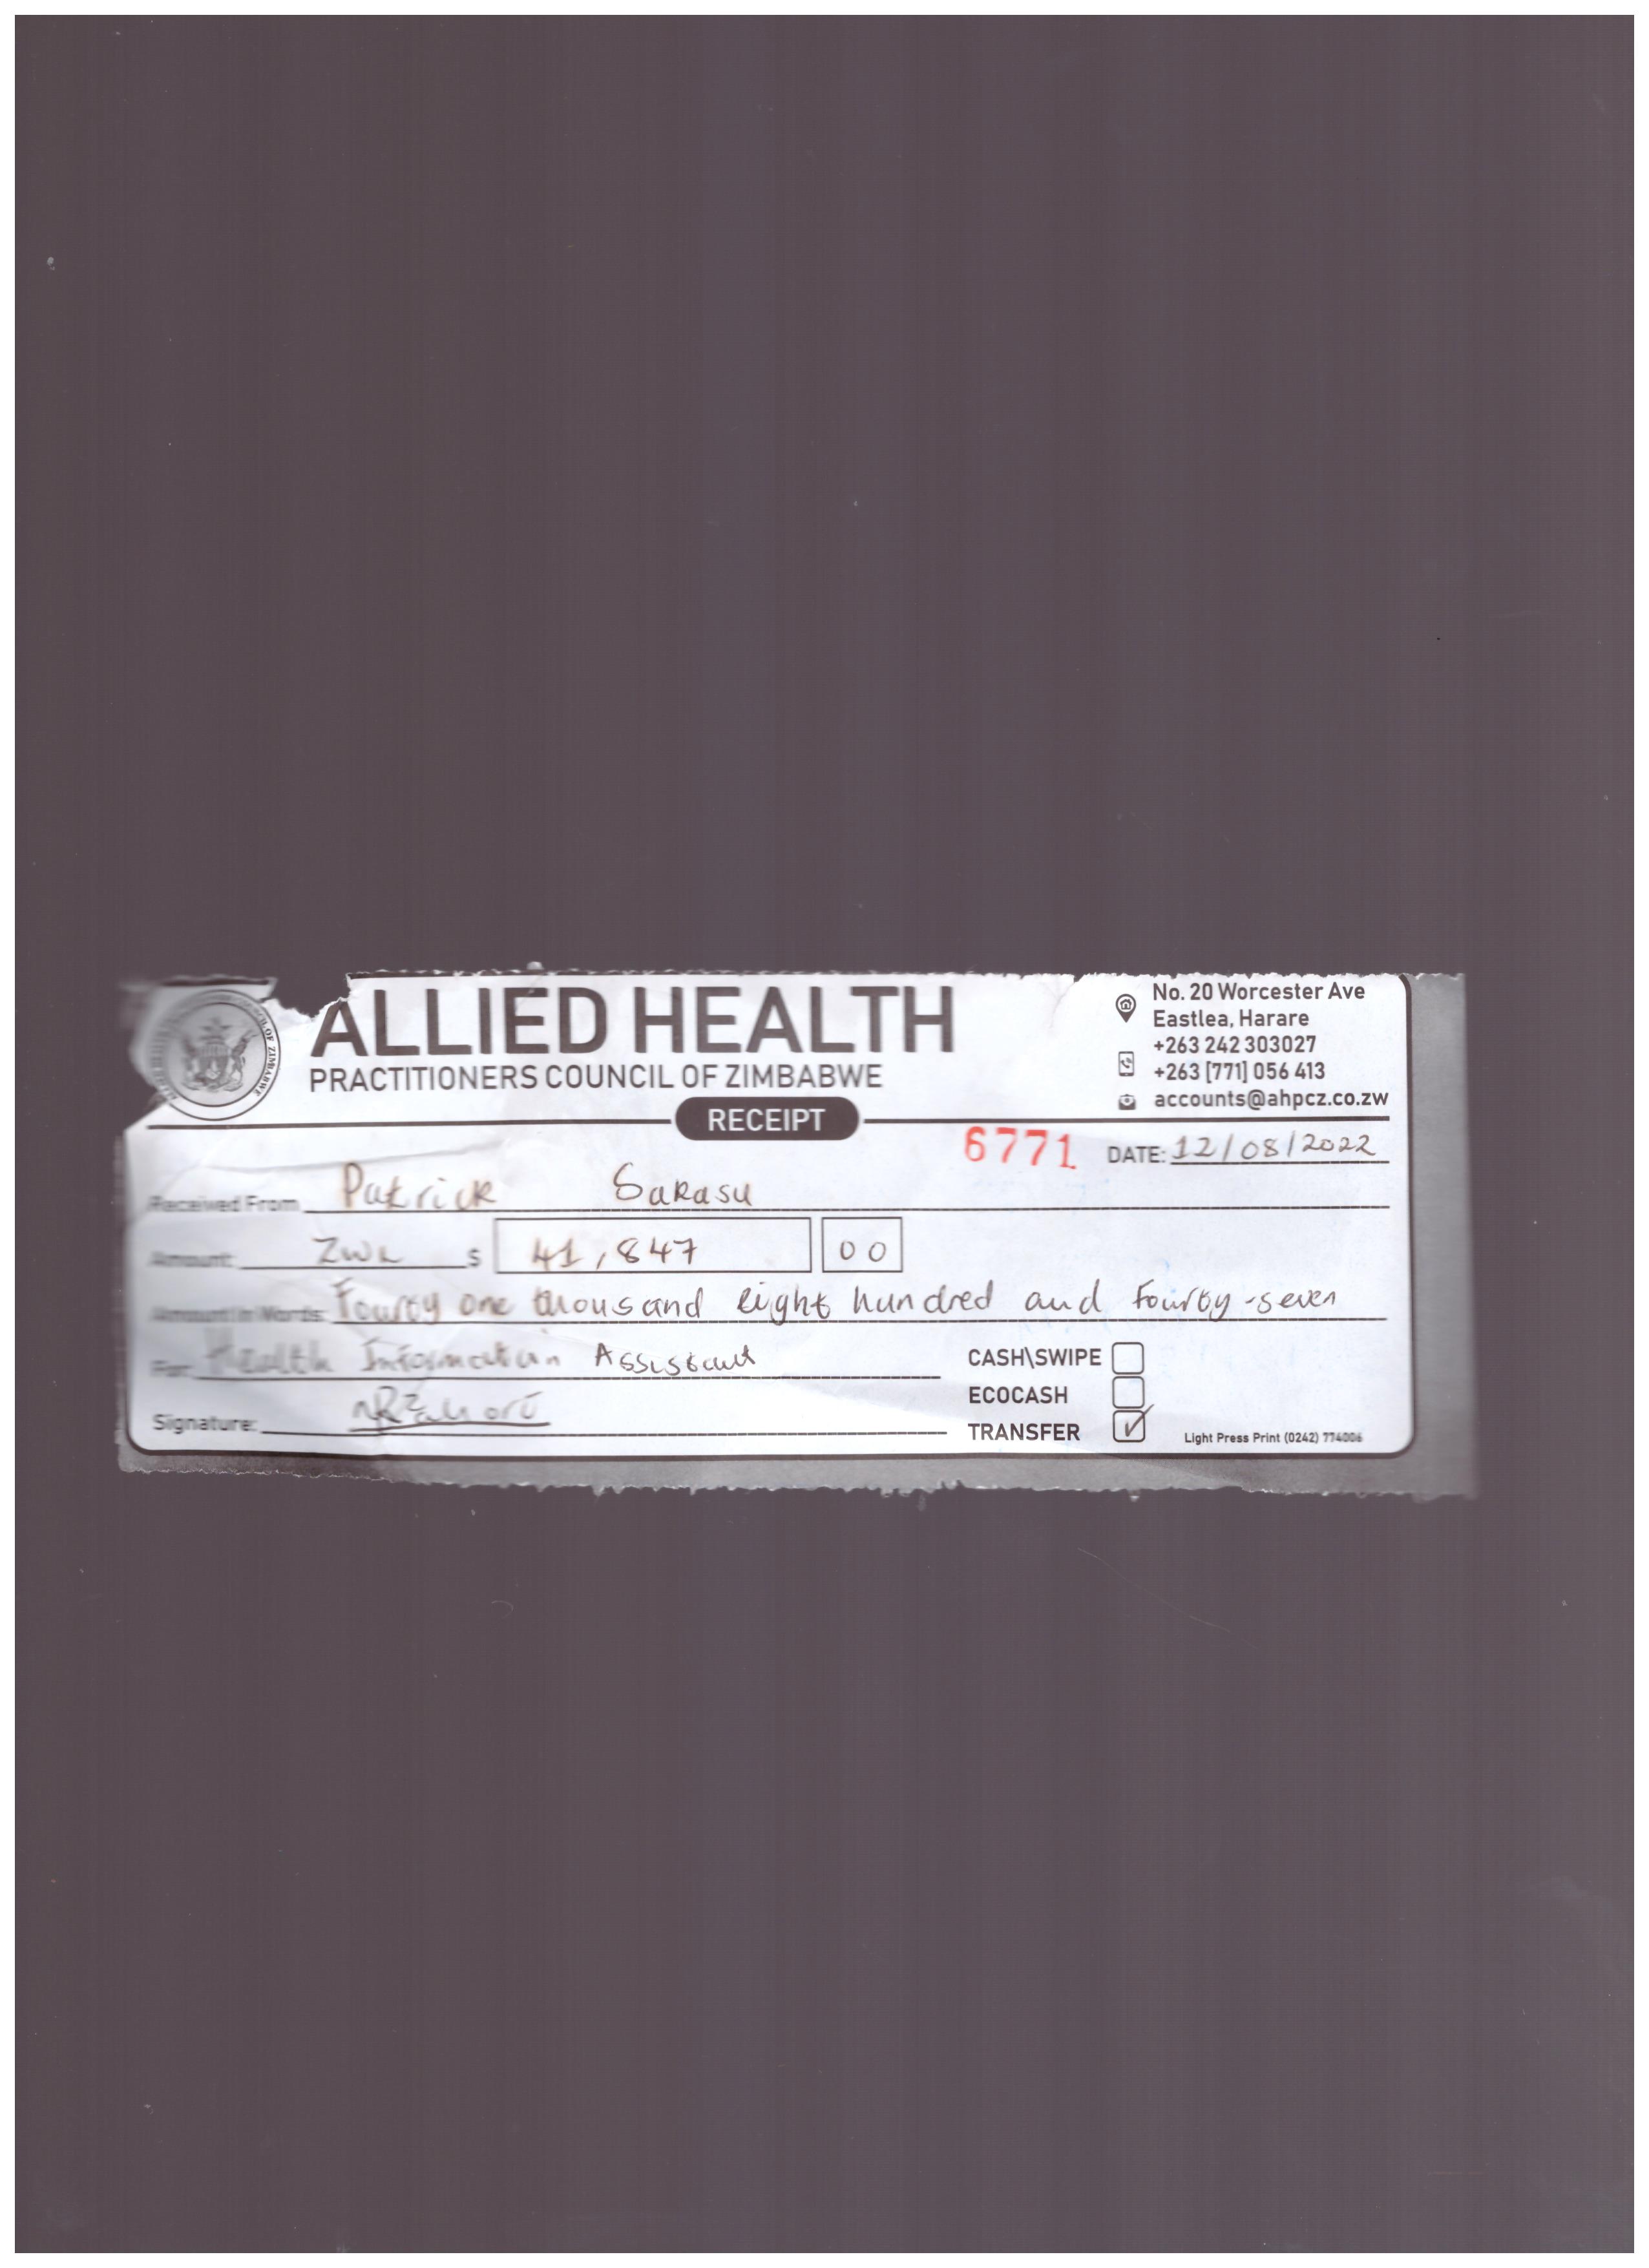 ALLIED HEALTH
PRACTITIONERS COUNCIL OF ZIMBABWE
No. 20 Worcester Ave
Eastlea, Harare
+263 242 303027
+263 [771] 056 413
accounts@ahpcz.co.zw
RECEIPT
6771 DATE: 12/08/2022
Received From Patrick Sakasu
Amount: ZWL $ 41,847 00
Amount In Words: Fourty one thousand eight hundred and fourty-seven
For: Health Information Assistant
CASH\SWIPE
ECOCASH
Signature:
TRANSFER ✓
Light Press Print (0242) 774006